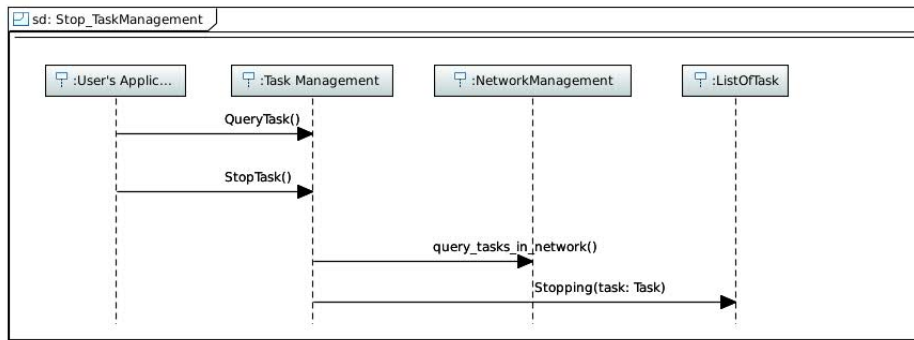 sd: Stop_TaskManagement
:User's Applic... :Task Management :NetworkManagement :ListOfTask
QueryTask()
StopTask()
query_tasks_in_network()
Stopping(task: Task)